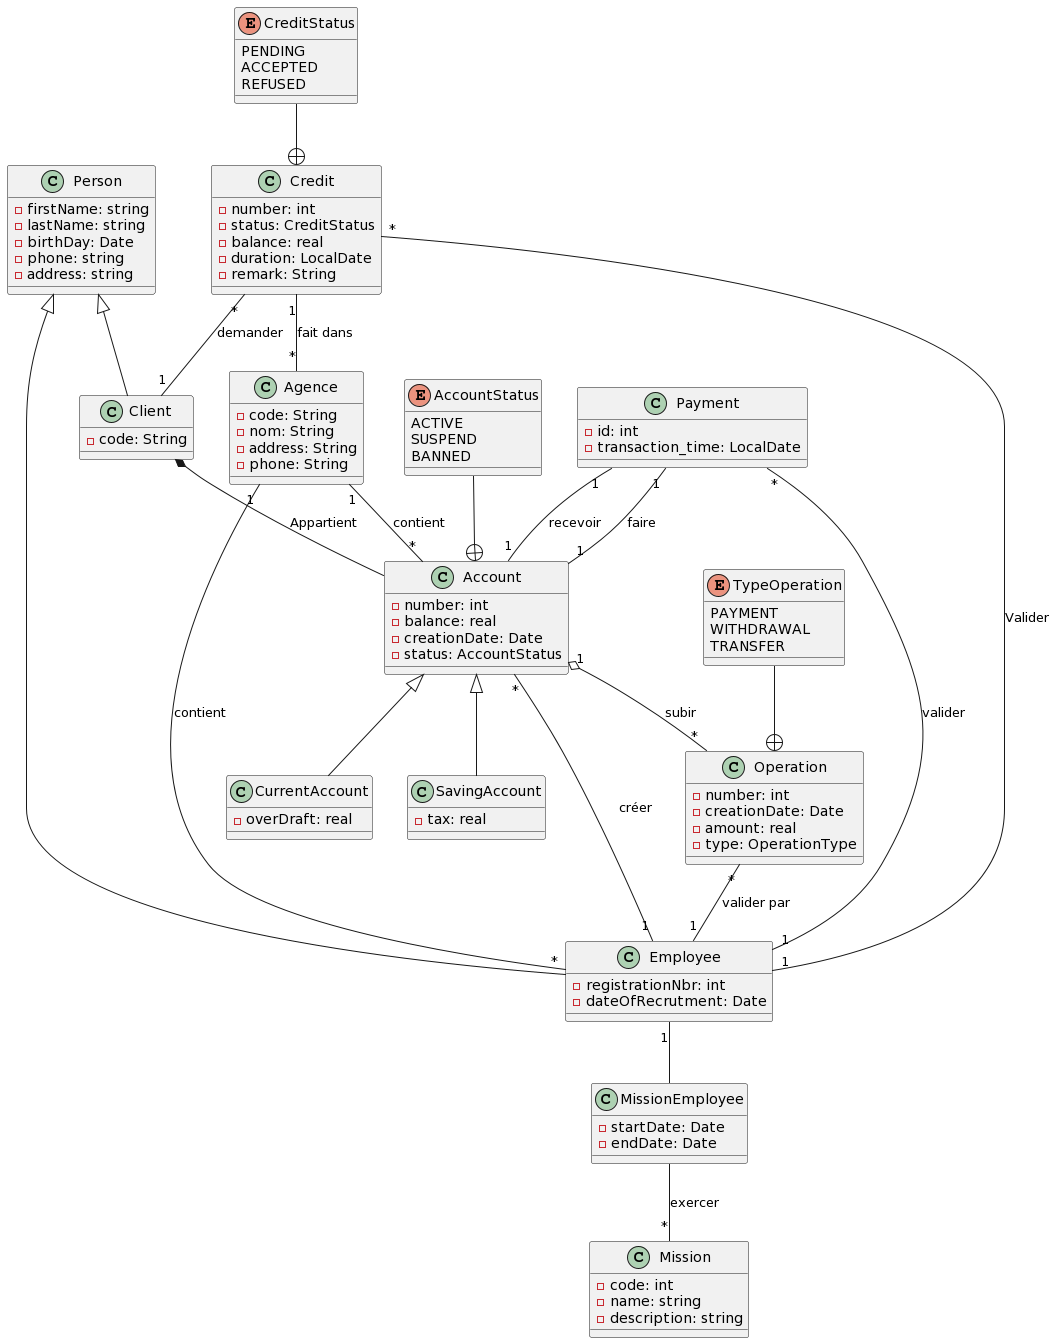 E CreditStatus
PENDING
ACCEPTED
REFUSED
C Person
firstName: string
lastName: string
birthDay: Date
phone: string
address: string
C Credit
number: int
status: CreditStatus
balance: real
duration: LocalDate
remark: String
*
*
demander
1
1
fait dans
*
C Client
code: String
C Agence
code: String
nom: String
address: String
phone: String
E AccountStatus
ACTIVE
SUSPEND
BANNED
C Payment
id: int
transaction_time: LocalDate
1
Appartient
1
contient
*
1
recevoir
1
1
faire
1
*
C Account
number: int
balance: real
creationDate: Date
status: AccountStatus
E TypeOperation
PAYMENT
WITHDRAWAL
TRANSFER
Valider
1
subir
*
*
contient
valider
C CurrentAccount
overDraft: real
C SavingAccount
tax: real
créer
C Operation
number: int
creationDate: Date
amount: real
type: OperationType
*
valider par
1
1
1
*
1
C Employee
registrationNbr: int
dateOfRecrutment: Date
1
C MissionEmployee
startDate: Date
endDate: Date
exercer
*
C Mission
code: int
name: string
description: string